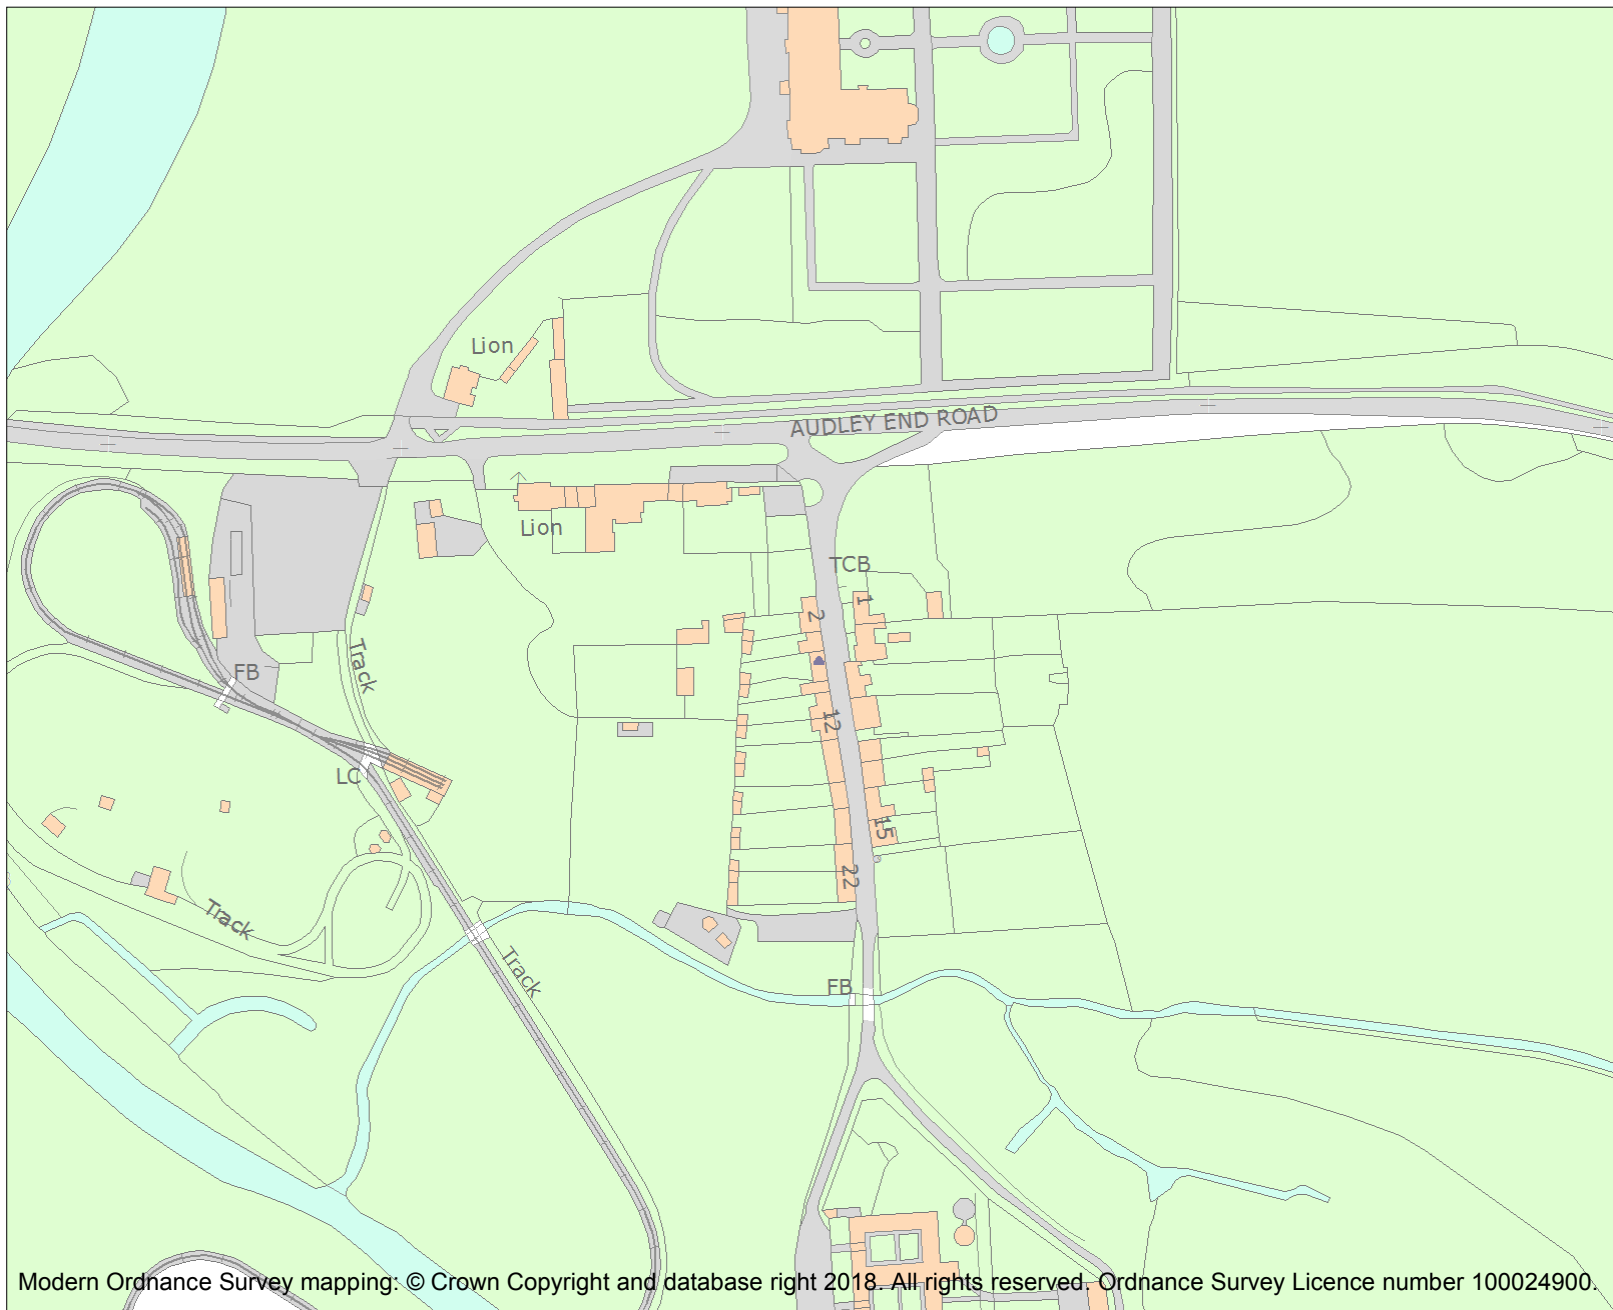 Lion
AUDLEY END ROAD
Lion
TCB
1
2
Track
FB
12
LC
15
22
Track
Track
FB
Modern Ordnance Survey mapping: © Crown Copyright and database right 2018. All rights reserved. Ordnance Survey Licence number 100024900.